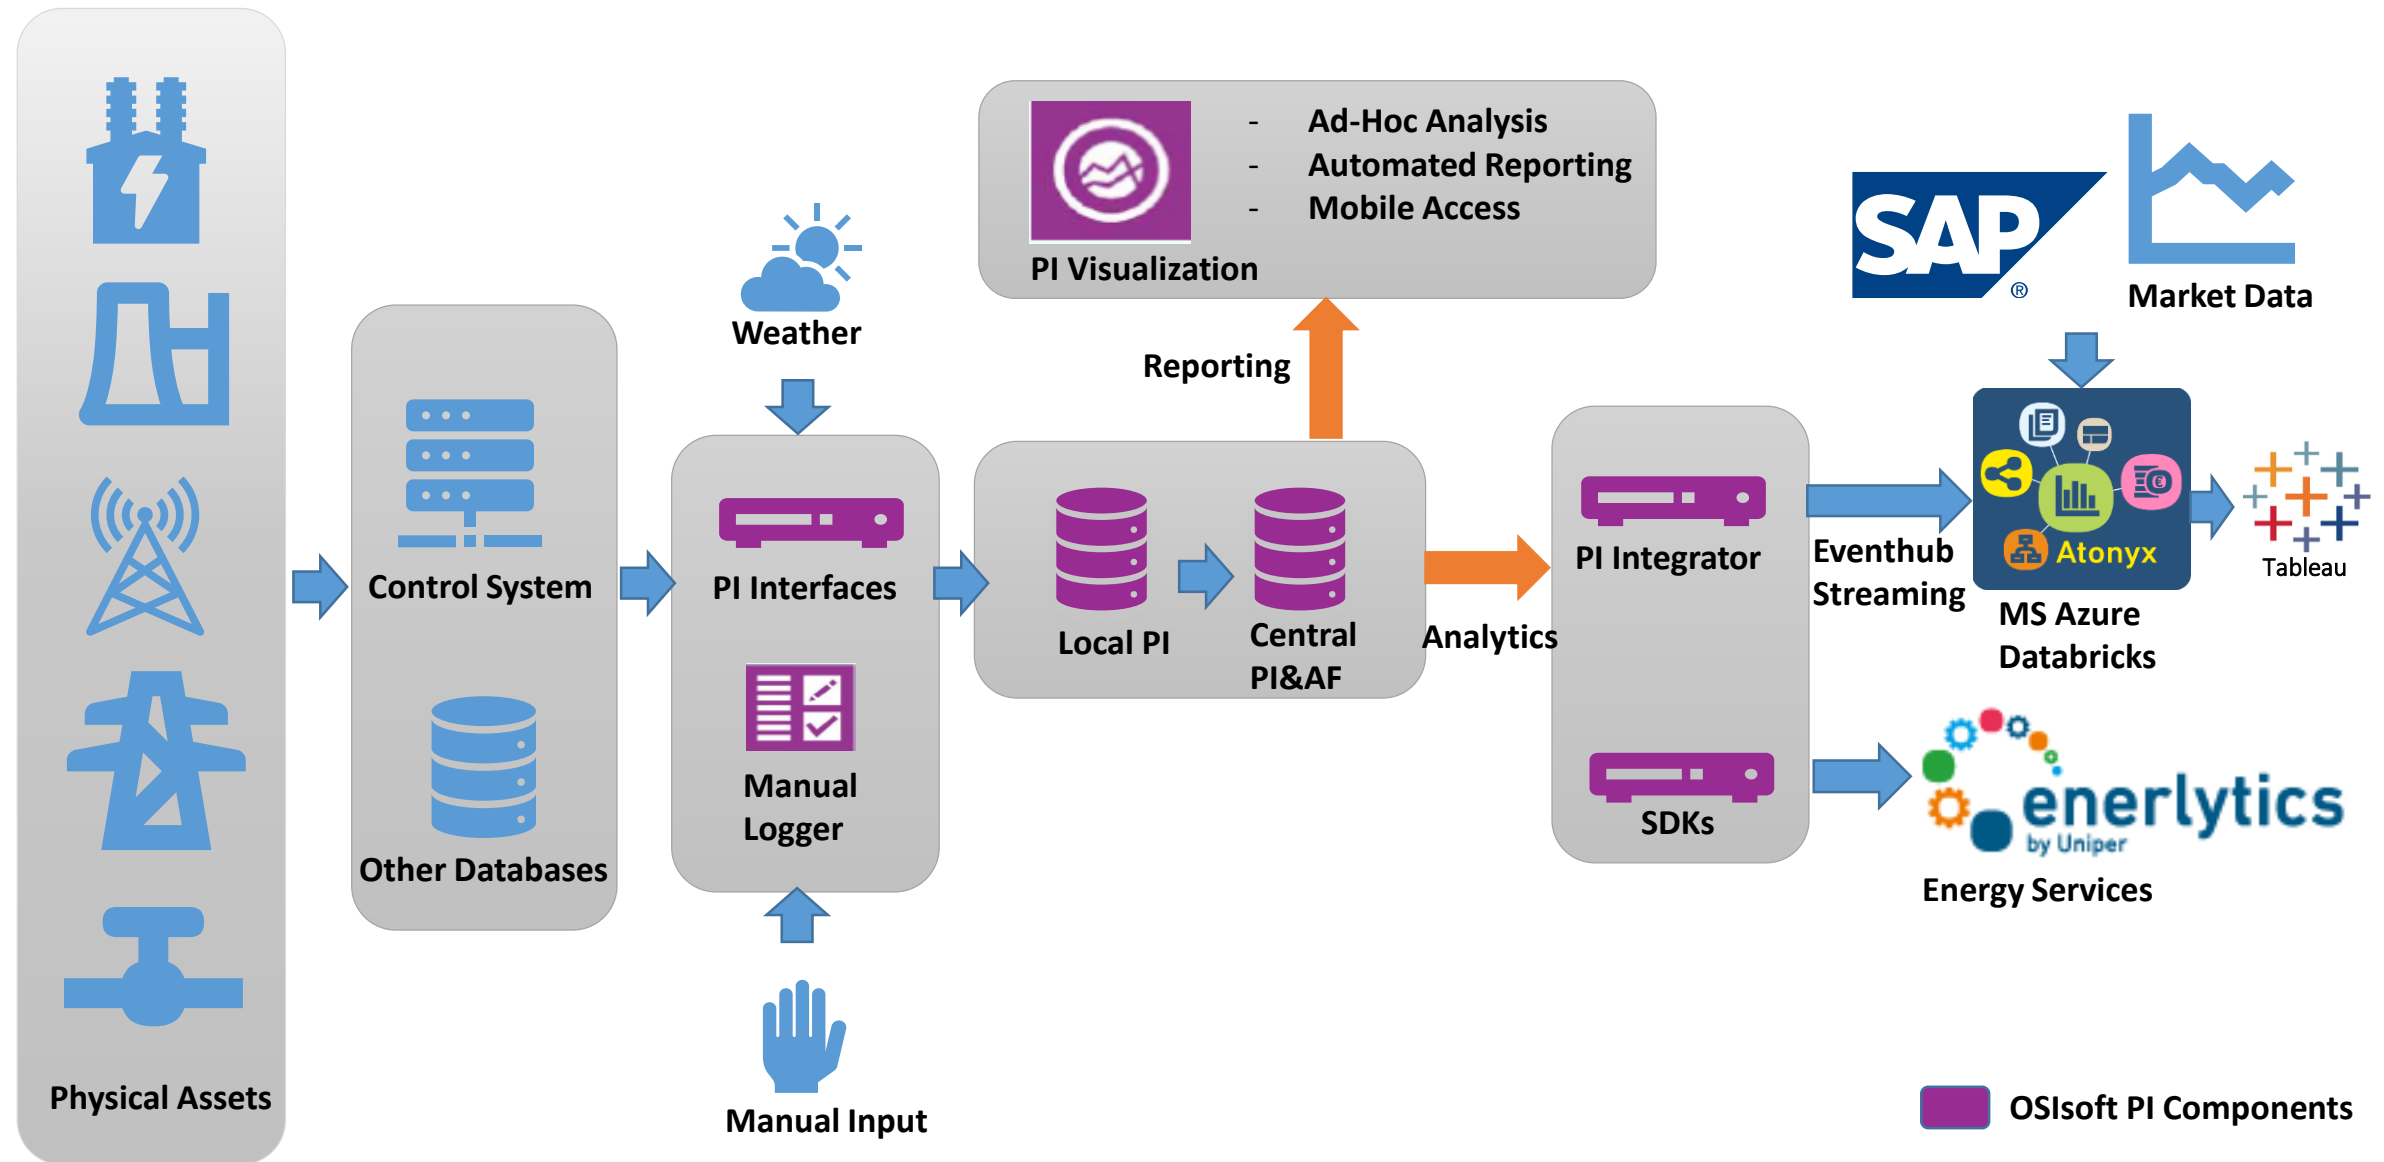 Ad-Hoc Analysis
Automated Reporting
Mobile Access
PI Visualization
SAP
®
Market Data
Weather
Reporting
Control System
PI Interfaces
Local PI
Central
PI&AF
Analytics
PI Integrator
Eventhub
Streaming
Atonyx
MS Azure
Databricks
Tableau
Manual
Logger
Other Databases
SDKs
enerlytics
by Uniper
Energy Services
Physical Assets
Manual Input
OSIsoft PI Components